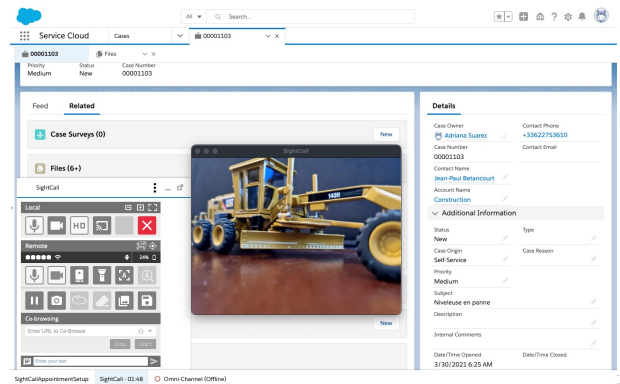 All
Search...
Service Cloud
Cases
00001103
00001103
Files
Priority
Status
Case Number
Medium
New
00001103
Feed
Related
Case Surveys (0)
New
Files (6+)
SightCall
140H
SightCall
Local
HD
Remote
24%
Co-browsing
Enter URL to Co-Browse
Stop
Start
Enter your text
New
Details
Case Owner
Contact Phone
Adriana Suarez
+33622753610
Case Number
Contact Email
00001103
Contact Name
Jean-Paul Betancourt
Account Name
Construction
Additional Information
Status
Type
New
Case Origin
Case Reason
Self-Service
Priority
Medium
Subject
Niveleuse en panne
Description
Internal Comments
Date/Time Opened
Date/Time Closed
3/30/2021 6:25 AM
SightCallAppointmentSetup
SightCall - 01:48
Omni-Channel (Offline)